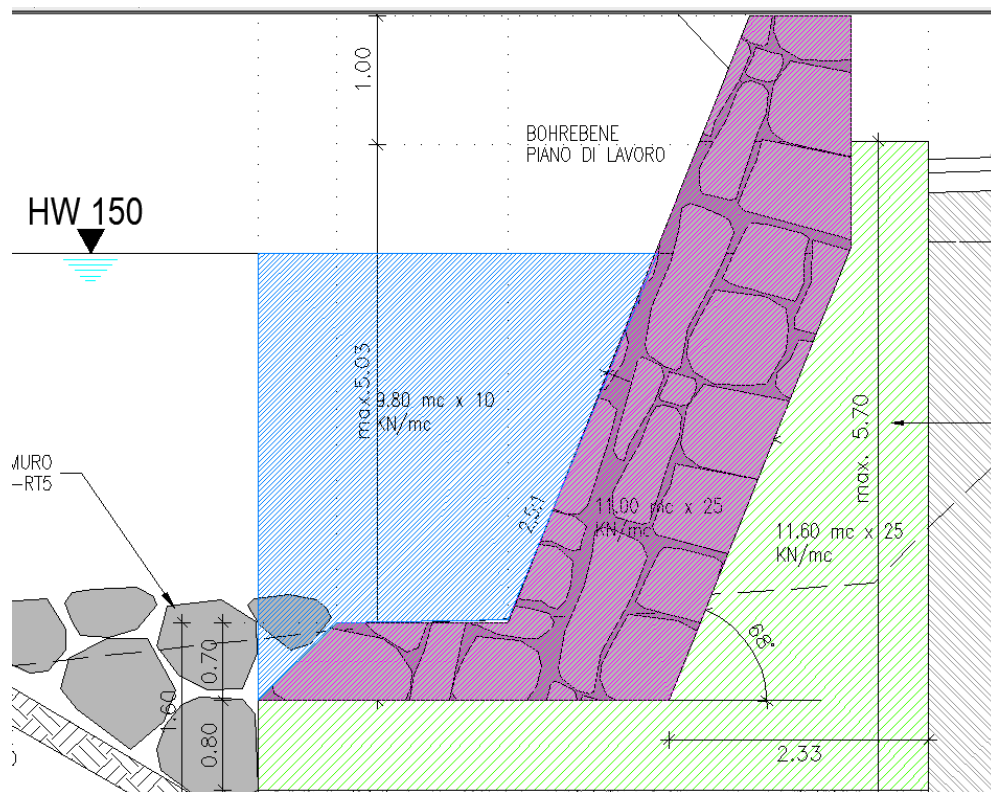 1.00
BOHREBENE
PIANO DI LAVORO
HW 150
max.5.03
9.80 mc x 10
KN/mc
MURO
-RT5
2.5:1
11.00 mc x 25
KN/mc
max. 5.70
11.60 mc x 25
KN/mc
68°
0.70
1.60
0.80
2.33